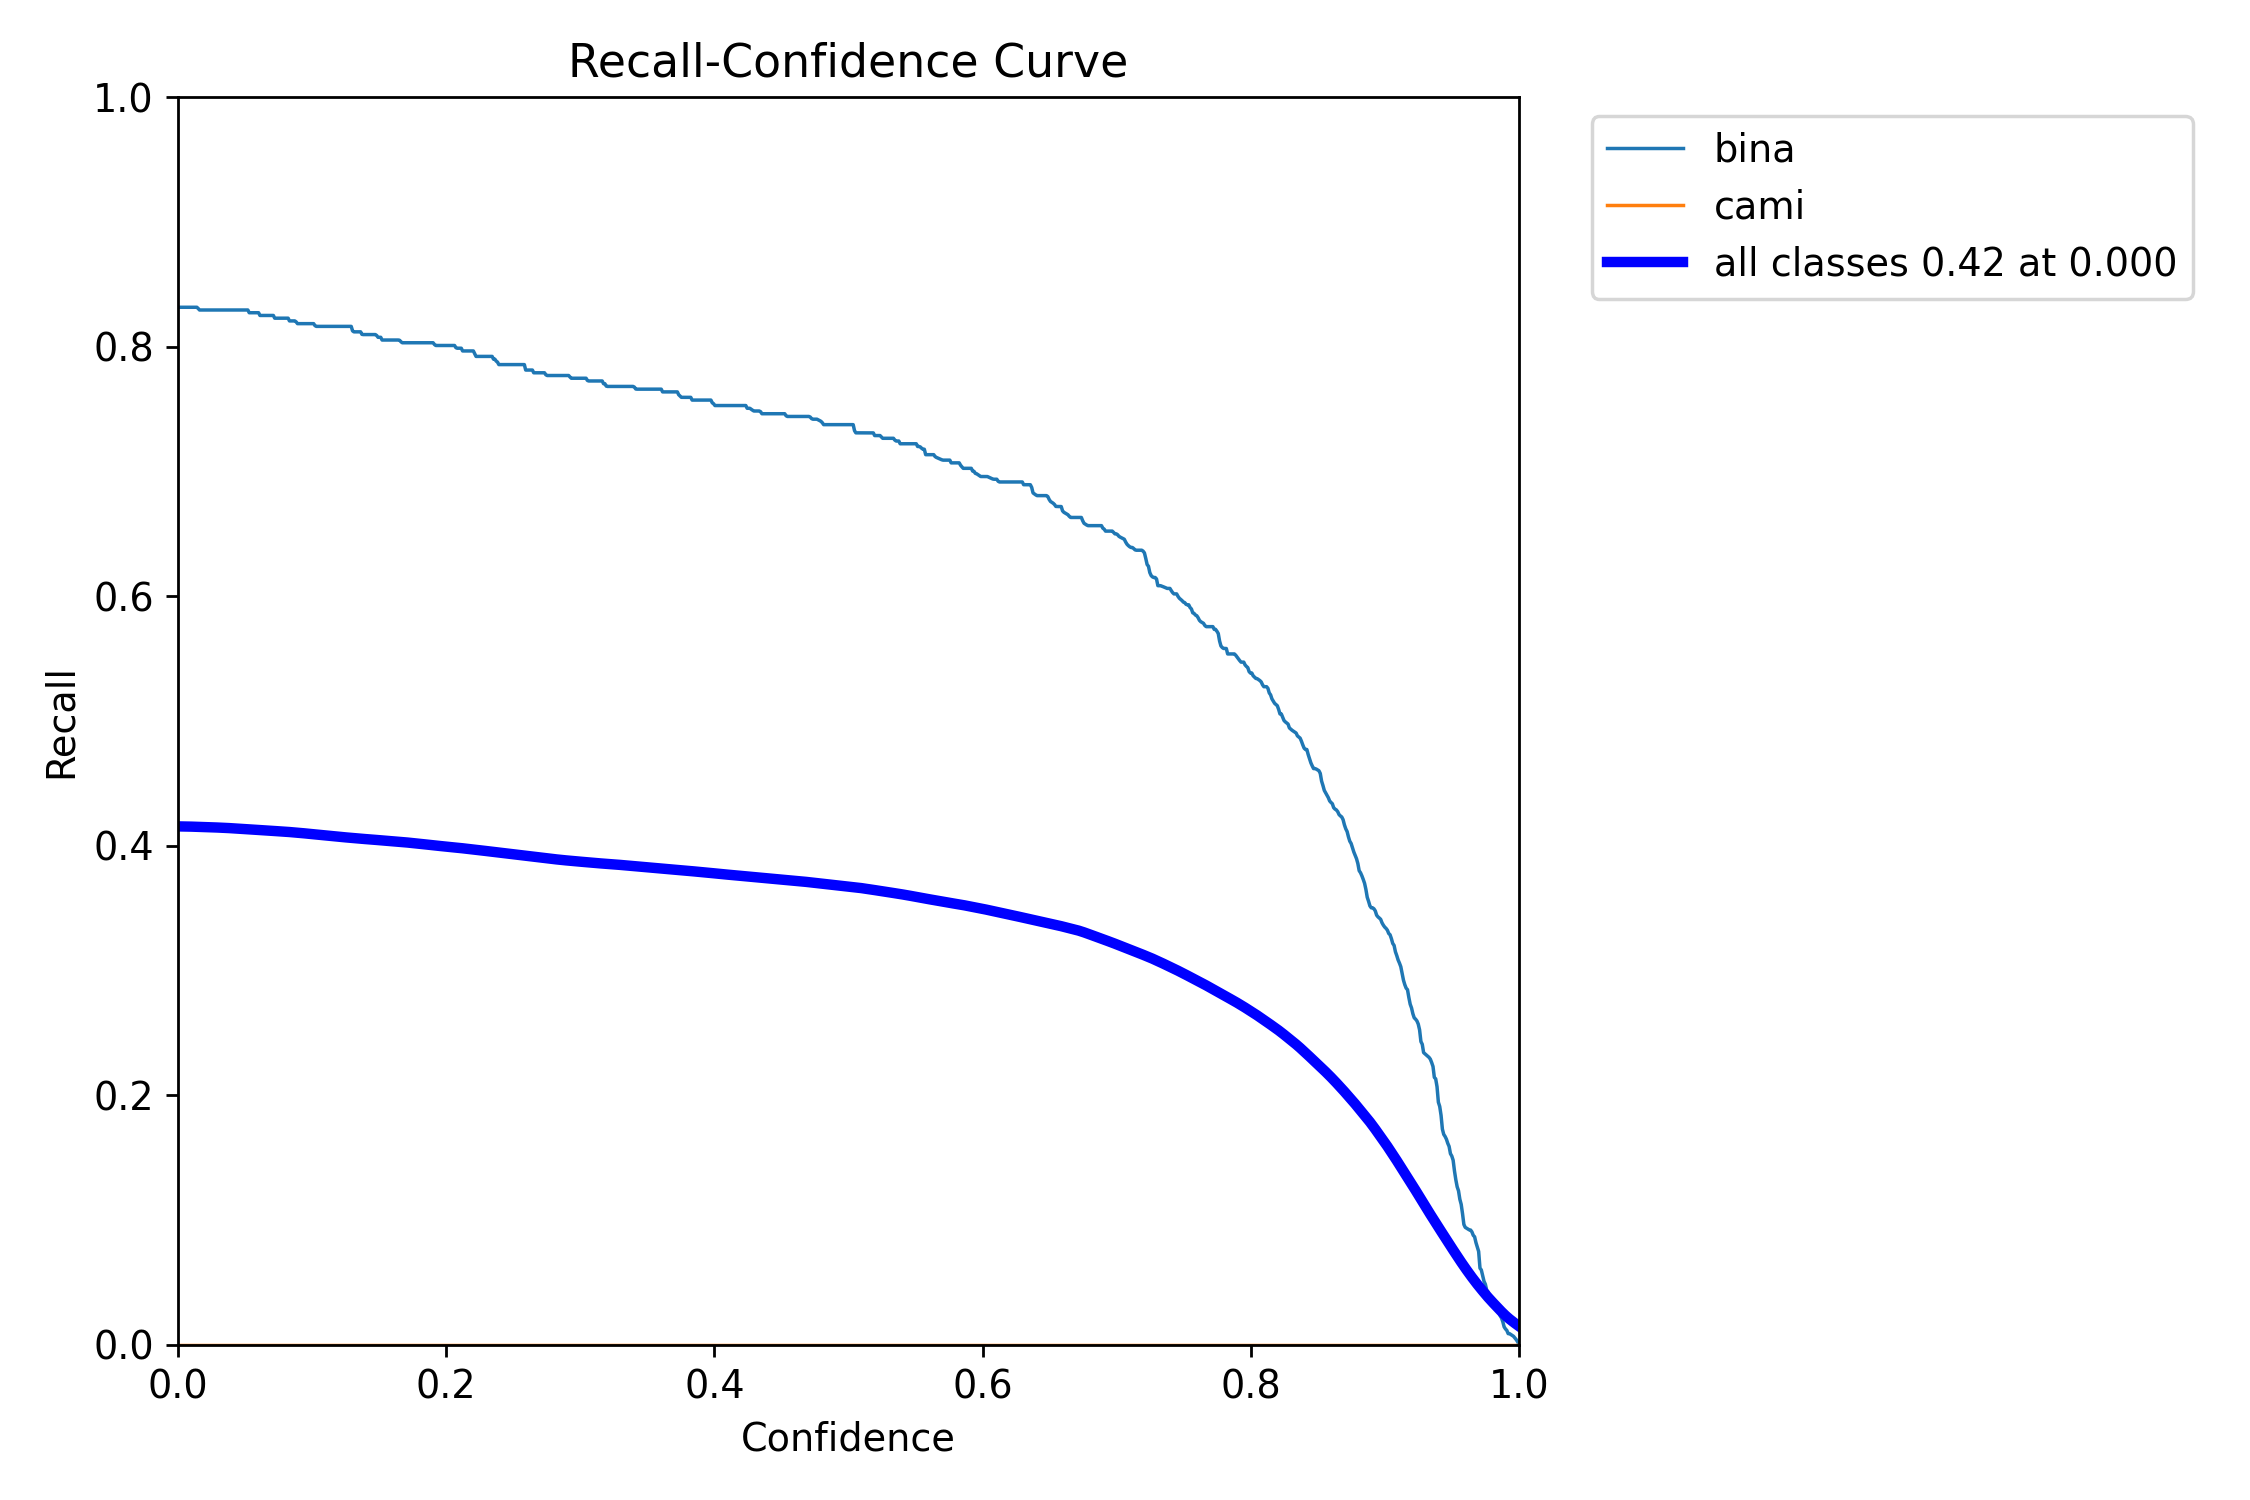 Recall-Confidence Curve
1.0
0.8
0.6
0.4
0.2
0.0
Recall
0.0 0.2 0.4 0.6 0.8 1.0
Confidence
bina
cami
all classes 0.42 at 0.000